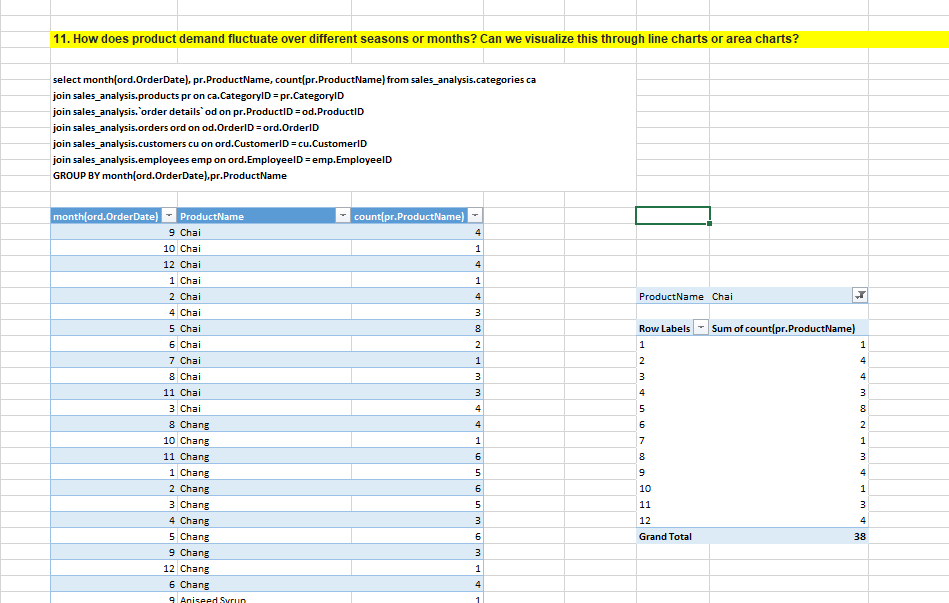 11. How does product demand fluctuate over different seasons or months? Can we visualize this through line charts or area charts?
select month(ord.OrderDate), pr.ProductName, count(pr.ProductName) from sales_analysis.categories ca
join sales_analysis.products pr on ca.CategoryID = pr.CategoryID
join sales_analysis.`order details` od on pr.ProductID = od.ProductID
join sales_analysis.orders ord on od.OrderID = ord.OrderID
join sales_analysis.customers cu on ord.CustomerID = cu.CustomerID
join sales_analysis.employees emp on ord.EmployeeID = emp.EmployeeID
GROUP BY month(ord.OrderDate),pr.ProductName
month(ord.OrderDate) ProductName count(pr.ProductName)
9 Chai 4
10 Chai 1
12 Chai 4
1 Chai 1
2 Chai 4
4 Chai 3
5 Chai 8
6 Chai 2
7 Chai 1
8 Chai 3
11 Chai 3
3 Chai 4
8 Chang 4
10 Chang 1
11 Chang 6
1 Chang 5
2 Chang 6
3 Chang 5
4 Chang 3
5 Chang 6
9 Chang 3
12 Chang 1
6 Chang 4
9 Aniseed Syrup 1
ProductName Chai
Row Labels Sum of count(pr.ProductName)
1 1
2 4
3 4
4 3
5 8
6 2
7 1
8 3
9 4
10 1
11 3
12 4
Grand Total 38